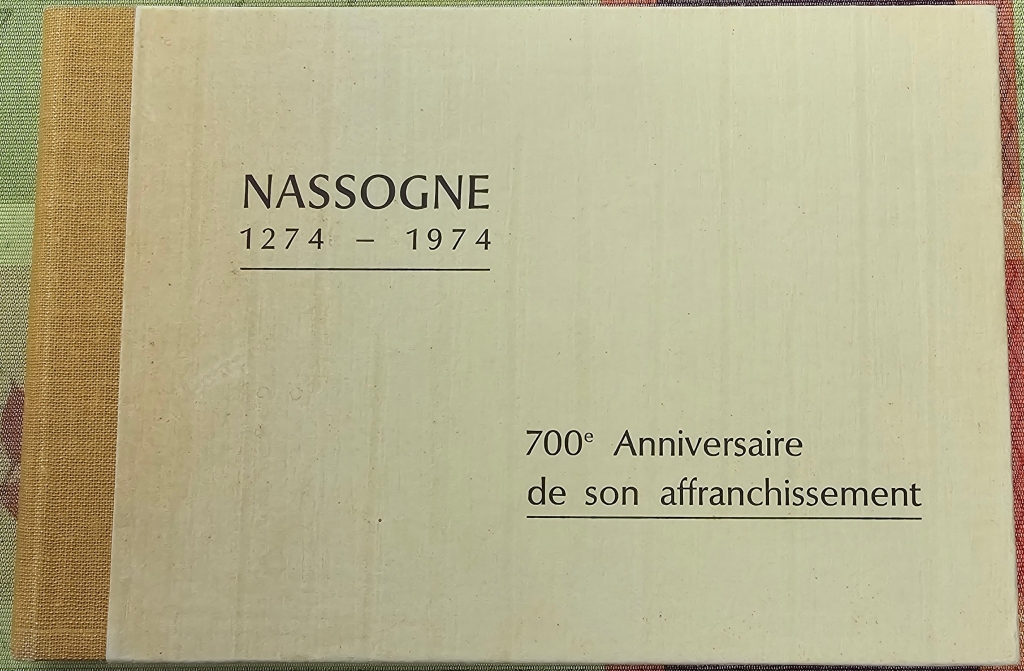 NASSOGNE
1274 – 1974
700e Anniversaire
de son affranchissement